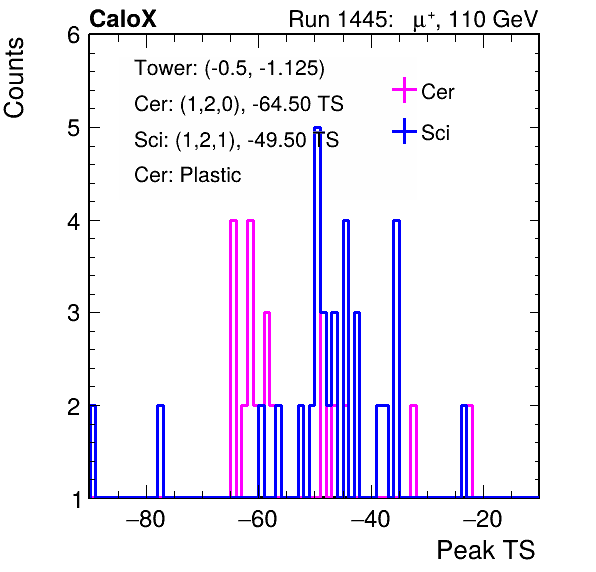 CaloX Run 1445: μ⁺, 110 GeV
Counts
Tower: (-0.5, -1.125)
Cer: (1,2,0), -64.50 TS
Sci: (1,2,1), -49.50 TS
Cer: Plastic
Cer
Sci
6
5
4
3
2
1
−80 −60 −40 −20
Peak TS